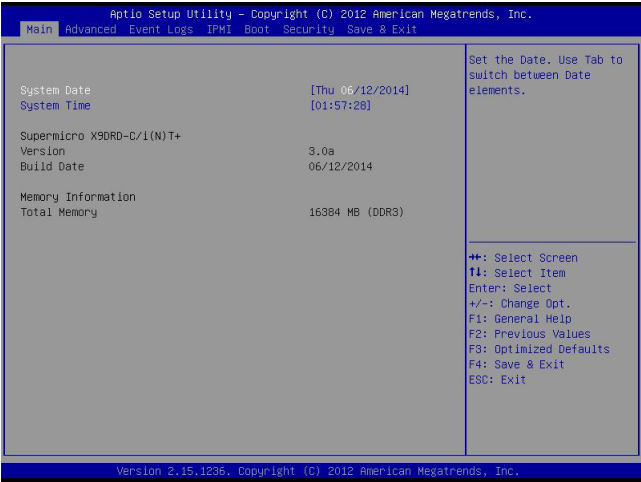 Aptio Setup Utility – Copyright (C) 2012 American Megatrends, Inc.
Main Advanced Event Logs IPMI Boot Security Save & Exit
System Date [Thu 06/12/2014]
System Time [01:57:28]
Supermicro X9DRD-C/i(N)T+
Version 3.0a
Build Date 06/12/2014
Memory Information
Total Memory 16384 MB (DDR3)
Set the Date. Use Tab to
switch between Date
elements.
→←: Select Screen
↑↓: Select Item
Enter: Select
+/-: Change Opt.
F1: General Help
F2: Previous Values
F3: Optimized Defaults
F4: Save & Exit
ESC: Exit
Version 2.15.1236. Copyright (C) 2012 American Megatrends, Inc.